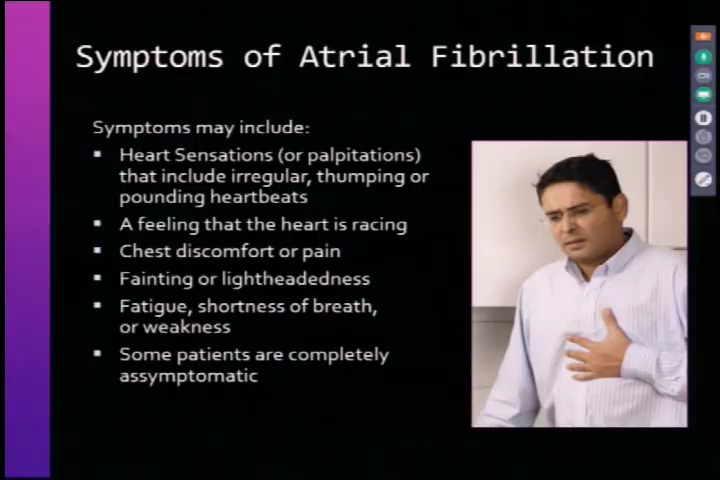 Symptoms of Atrial Fibrillation
Symptoms may include:
▪ Heart Sensations (or palpitations)
that include irregular, thumping or
pounding heartbeats
▪ A feeling that the heart is racing
▪ Chest discomfort or pain
▪ Fainting or lightheadedness
▪ Fatigue, shortness of breath,
or weakness
▪ Some patients are completely
assymptomatic